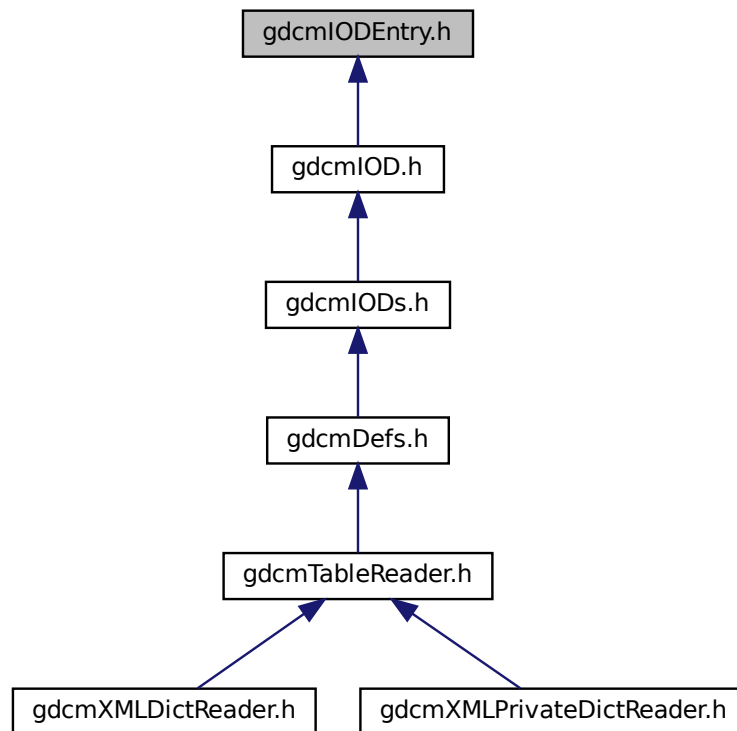 gdcmIODEntry.h
gdcmIOD.h
gdcmIODs.h
gdcmDefs.h
gdcmTableReader.h
gdcmXMLDictReader.h
gdcmXMLPrivateDictReader.h